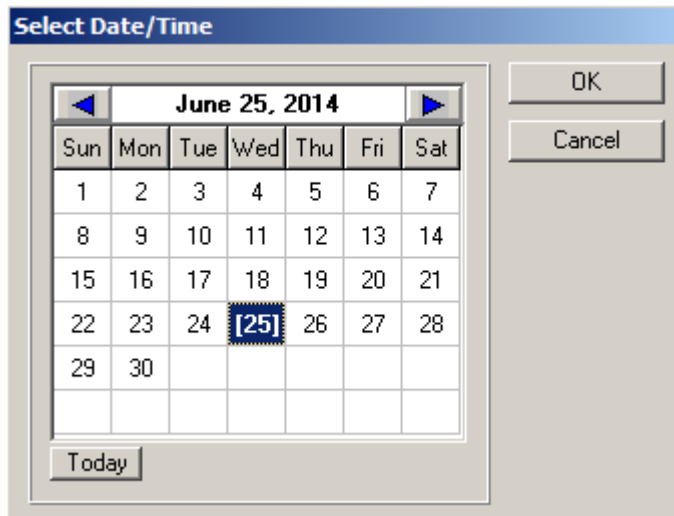 Select Date/Time
OK
June 25, 2014
Cancel
Sun Mon Tue Wed Thu Fri Sat
1 2 3 4 5 6 7
8 9 10 11 12 13 14
15 16 17 18 19 20 21
22 23 24 [25] 26 27 28
29 30
Today